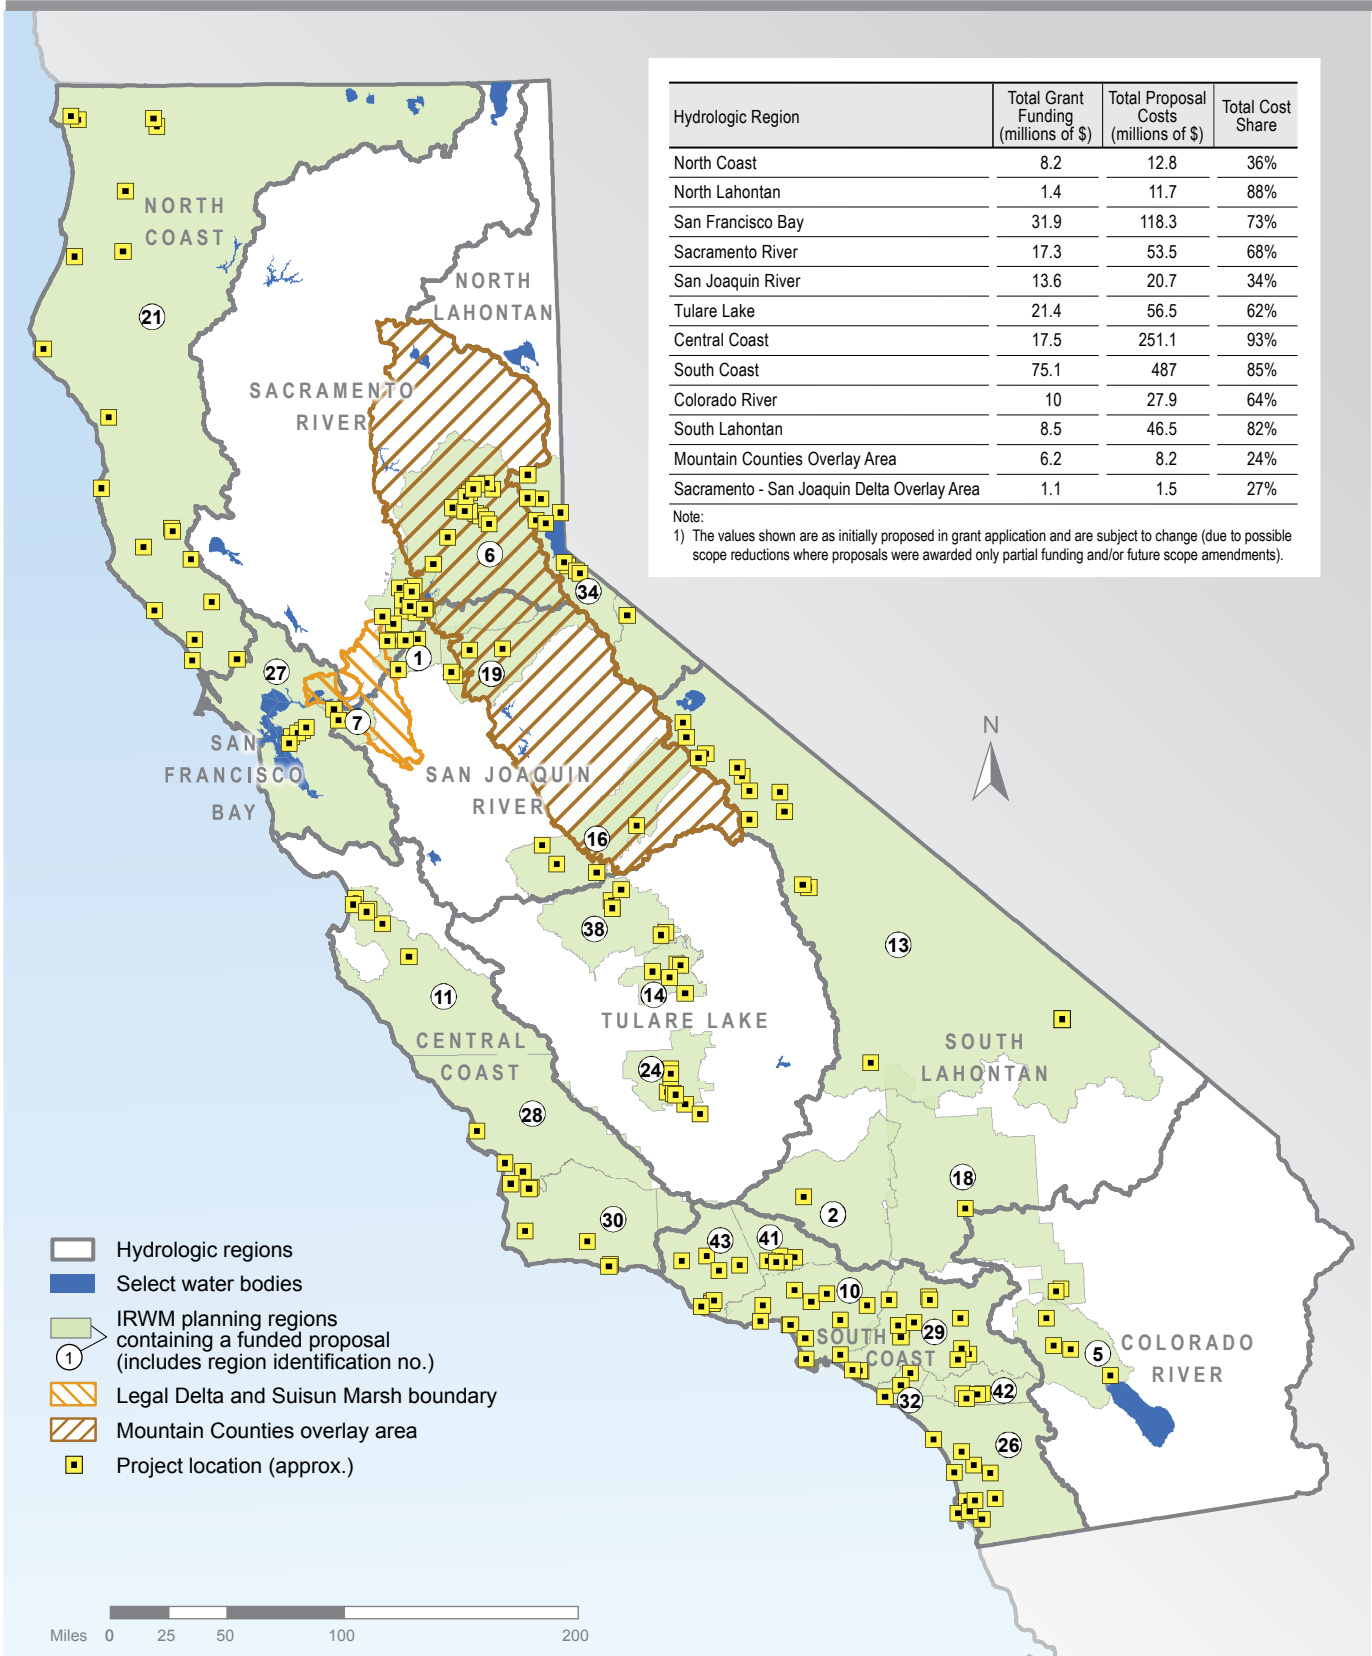 Hydrologic Region
Total Grant Funding (millions of $)
Total Proposal Costs (millions of $)
Total Cost Share
North Coast 8.2 12.8 36%
North Lahontan 1.4 11.7 88%
San Francisco Bay 31.9 118.3 73%
Sacramento River 17.3 53.5 68%
San Joaquin River 13.6 20.7 34%
Tulare Lake 21.4 56.5 62%
Central Coast 17.5 251.1 93%
South Coast 75.1 487 85%
Colorado River 10 27.9 64%
South Lahontan 8.5 46.5 82%
Mountain Counties Overlay Area 6.2 8.2 24%
Sacramento - San Joaquin Delta Overlay Area 1.1 1.5 27%
Note:
1) The values shown are as initially proposed in grant application and are subject to change (due to possible
scope reductions where proposals were awarded only partial funding and/or future scope amendments).
NORTH
COAST
21
NORTH
LAHONTAN
SACRAMENTO
RIVER
6
34
1
19
27
7
SAN
FRANCISCO
BAY
SAN JOAQUIN
RIVER
N
16
38
13
11
14
TULARE LAKE
CENTRAL
COAST
SOUTH
LAHONTAN
24
28
18
2
30
43
41
10
29
SOUTH
COAST
5
COLORADO
RIVER
32
42
26
Hydrologic regions
Select water bodies
IRWM planning regions
containing a funded proposal
1
(includes region identification no.)
Legal Delta and Suisun Marsh boundary
Mountain Counties overlay area
Project location (approx.)
Miles 0 25 50 100 200